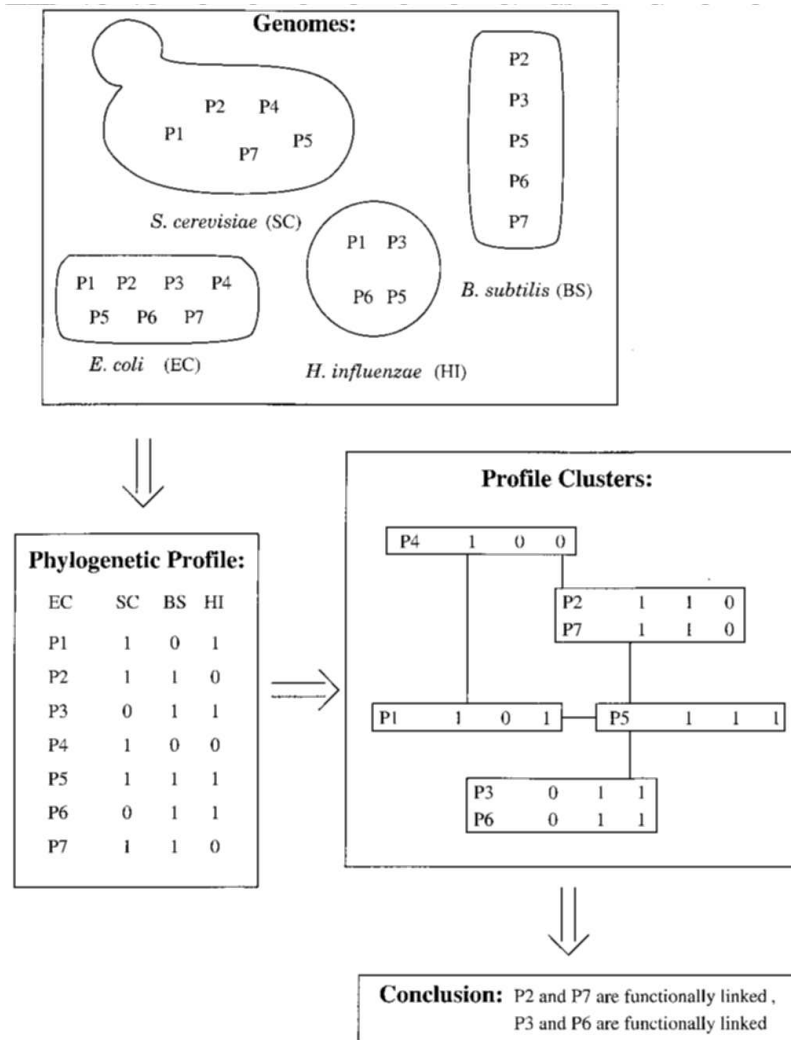 Genomes:
P2 P4
P1 P7 P5
S. cerevisiae (SC)
P2
P3
P5
P6
P7
B. subtilis (BS)
P1 P2 P3 P4
P5 P6 P7
E. coli (EC)
P1 P3
P6 P5
H. influenzae (HI)
Phylogenetic Profile:
EC SC BS HI
P1 1 0 1
P2 1 1 0
P3 0 1 1
P4 1 0 0
P5 1 1 1
P6 0 1 1
P7 1 1 0
Profile Clusters:
P4 1 0 0
P2 1 1 0
P7 1 1 0
P1 1 0 1
P5 1 1 1
P3 0 1 1
P6 0 1 1
Conclusion: P2 and P7 are functionally linked ,
P3 and P6 are functionally linked